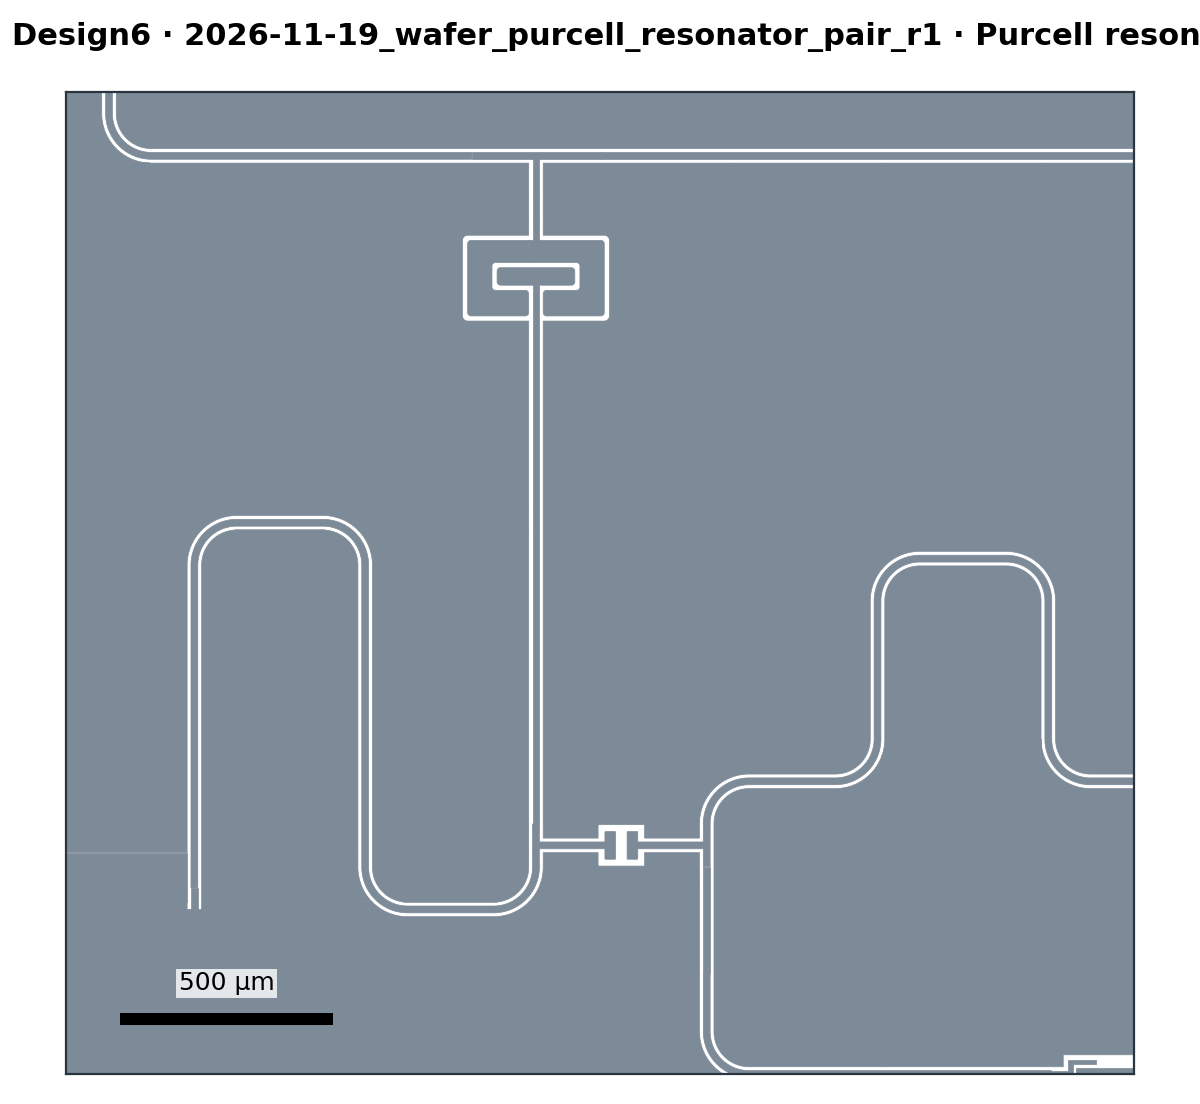 Design6 · 2026-11-19_wafer_purcell_resonator_pair_r1 · Purcell reson
500 µm